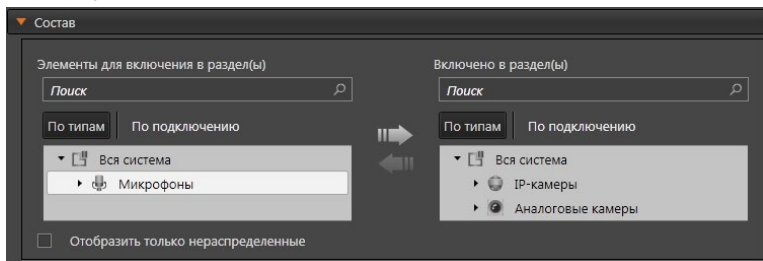 Состав
Элементы для включения в раздел(ы)
Поиск
По типам По подключению
Вся система
Микрофоны
Отобразить только нераспределенные
Включено в раздел(ы)
Поиск
По типам По подключению
Вся система
IP-камеры
Аналоговые камеры